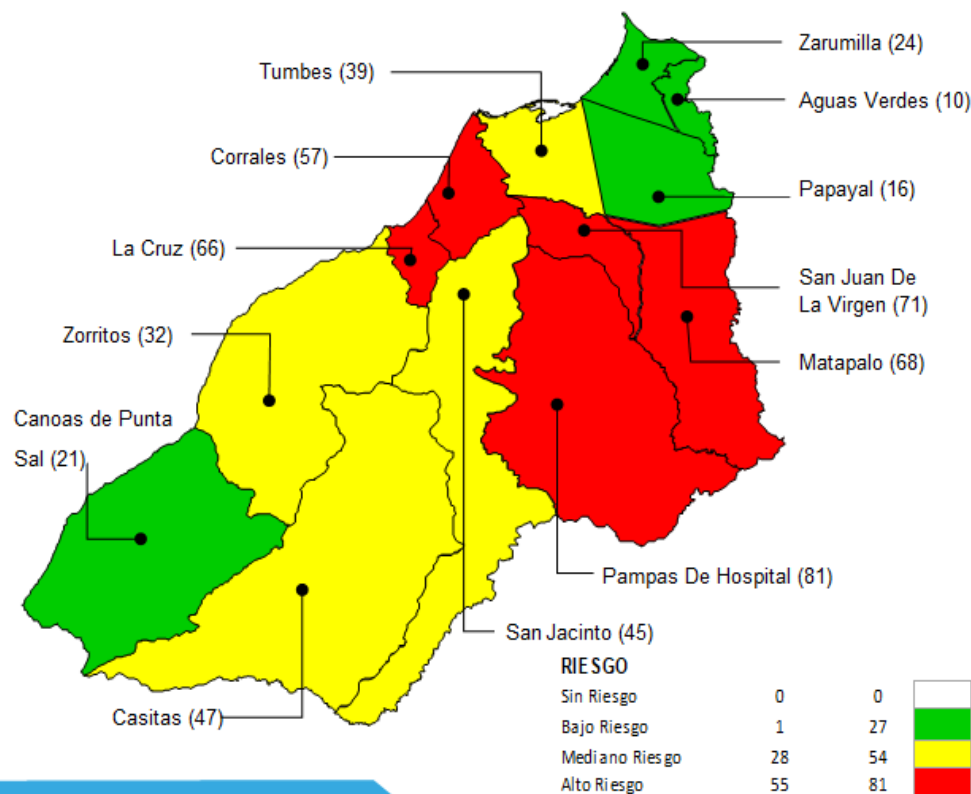 Zarumilla (24)
Tumbes (39)
Aguas Verdes (10)
Corrales (57)
Papayal (16)
La Cruz (66)
San Juan De
La Virgen (71)
Zorritos (32)
Matapalo (68)
Canoas de Punta
Sal (21)
Pampas De Hospital (81)
San Jacinto (45)
Casitas (47)
RIESGO
Sin Riesgo 0 0
Bajo Riesgo 1 27
Mediano Riesgo 28 54
Alto Riesgo 55 81